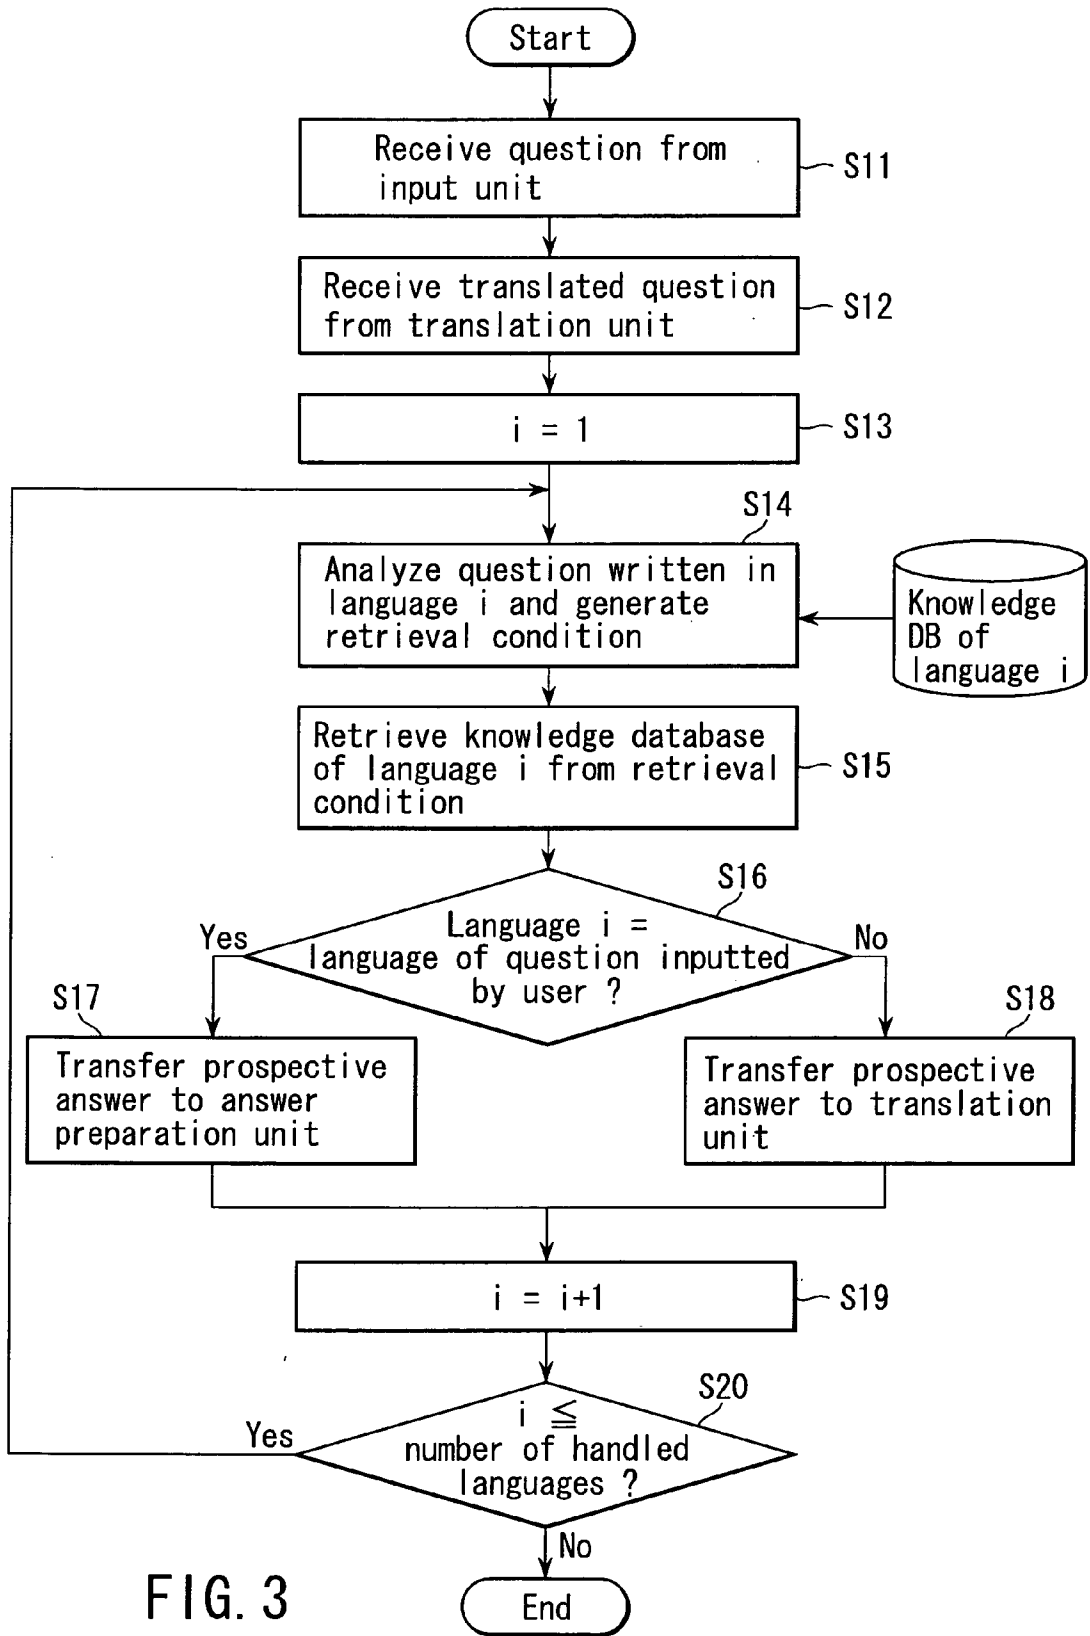 Start
Receive question from
input unit
S11
Receive translated question
from translation unit
S12
i = 1
S13
S14
Analyze question written in
language i and generate
retrieval condition
Knowledge
DB of
language i
Retrieve knowledge database
of language i from retrieval
condition
S15
S16
Language i =
language of question inputted
by user ?
Yes
No
S17
Transfer prospective
answer to answer
preparation unit
S18
Transfer prospective
answer to translation
unit
i = i+1
S19
S20
i ≦
number of handled
languages ?
Yes
No
End
FIG. 3